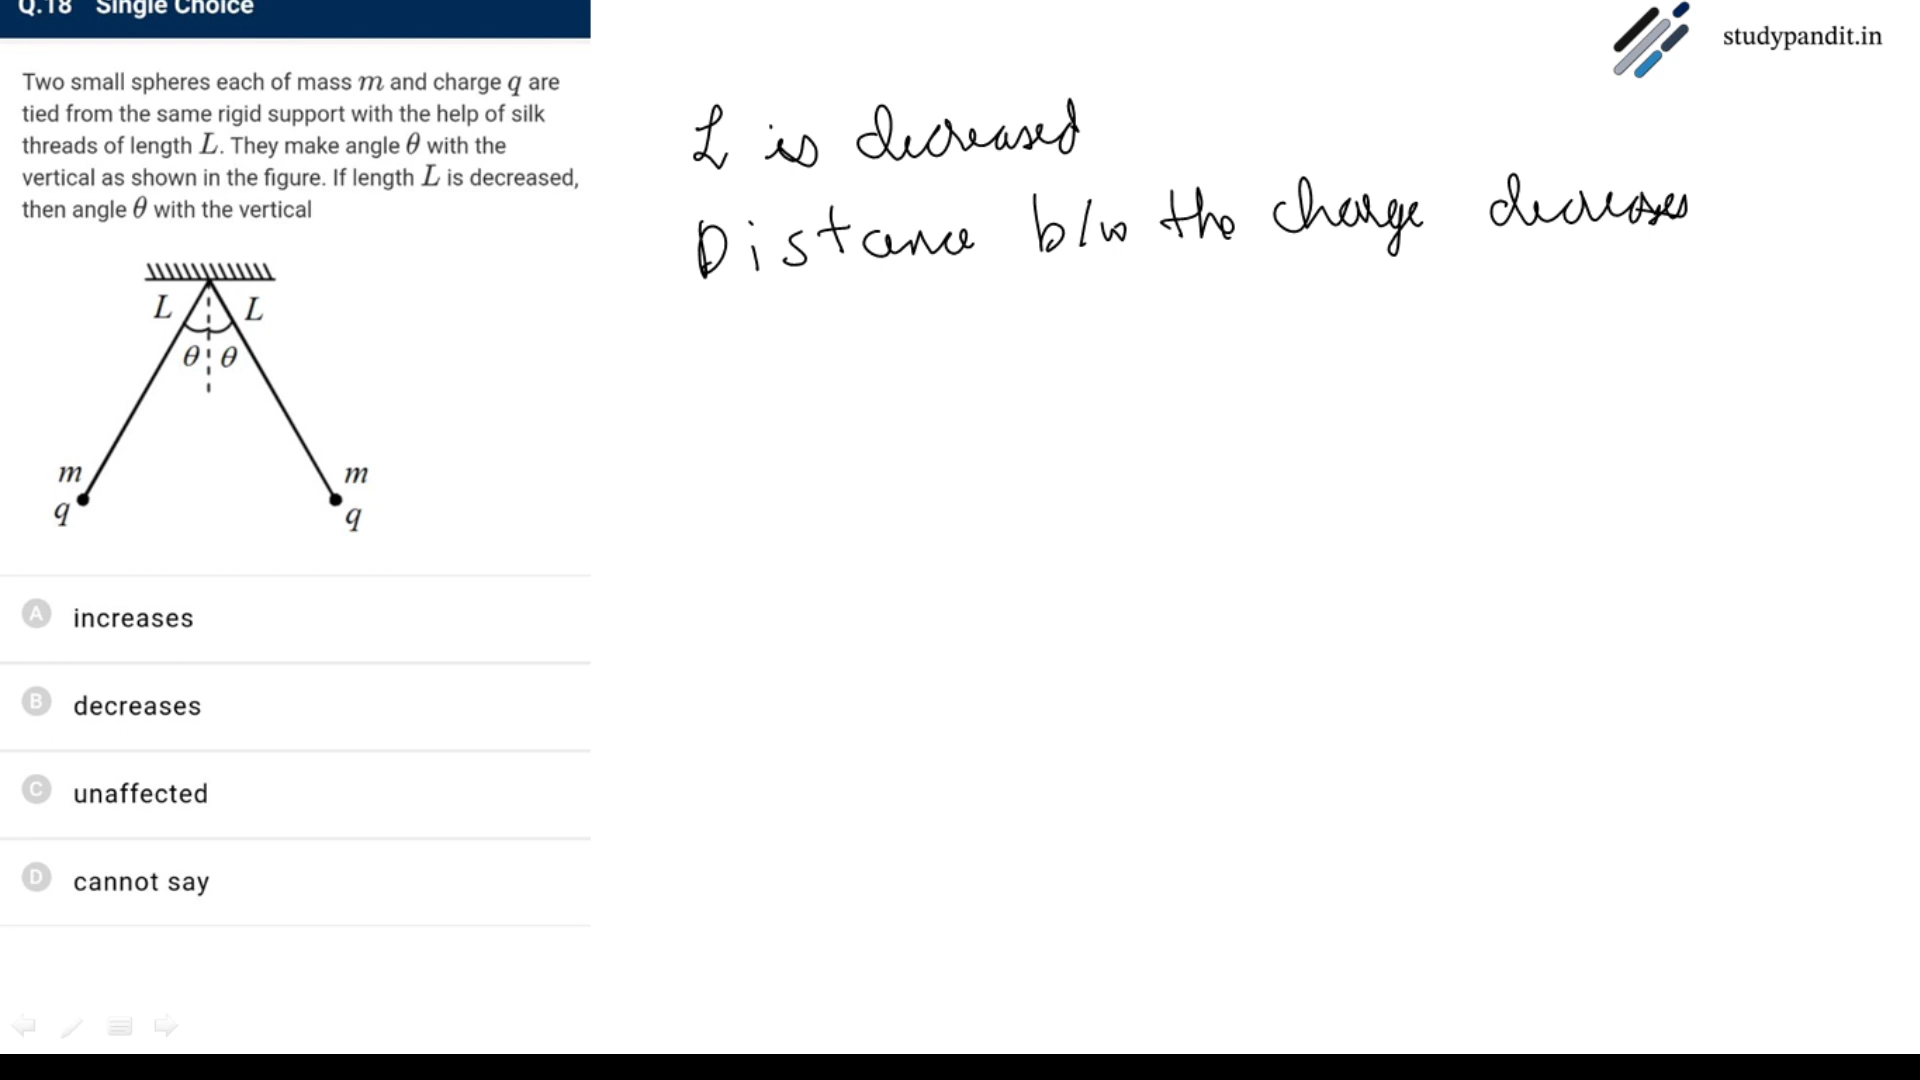 Q.18 Single Choice
studypandit.in
Two small spheres each of mass m and charge q are
tied from the same rigid support with the help of silk
threads of length L. They make angle θ with the
vertical as shown in the figure. If length L is decreased,
then angle θ with the vertical
L is decreased
Distance b/w the charge decreases
L L
θ θ
m m
q q
A increases
B decreases
C unaffected
D cannot say